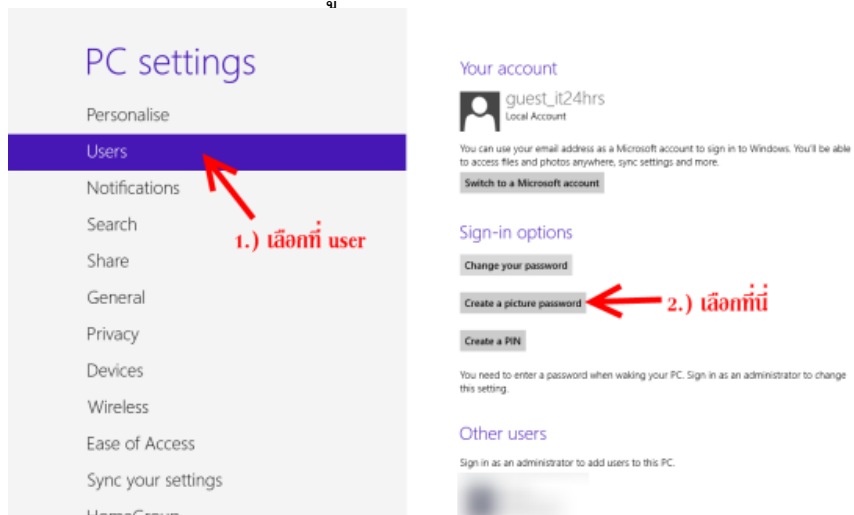 PC settings
Personalise
Users
Notifications
Search
Share
General
Privacy
Devices
Wireless
Ease of Access
Sync your settings
HomeGroup
1.) เลือกที่ user
Your account
guest_it24hrs
Local Account
You can use your email address as a Microsoft account to sign in to Windows. You'll be able
to access files and photos anywhere, sync settings and more.
Switch to a Microsoft account
Sign-in options
Change your password
Create a picture password
2.) เลือกที่นี่
Create a PIN
You need to enter a password when waking your PC. Sign in as an administrator to change
this setting.
Other users
Sign in as an administrator to add users to this PC.